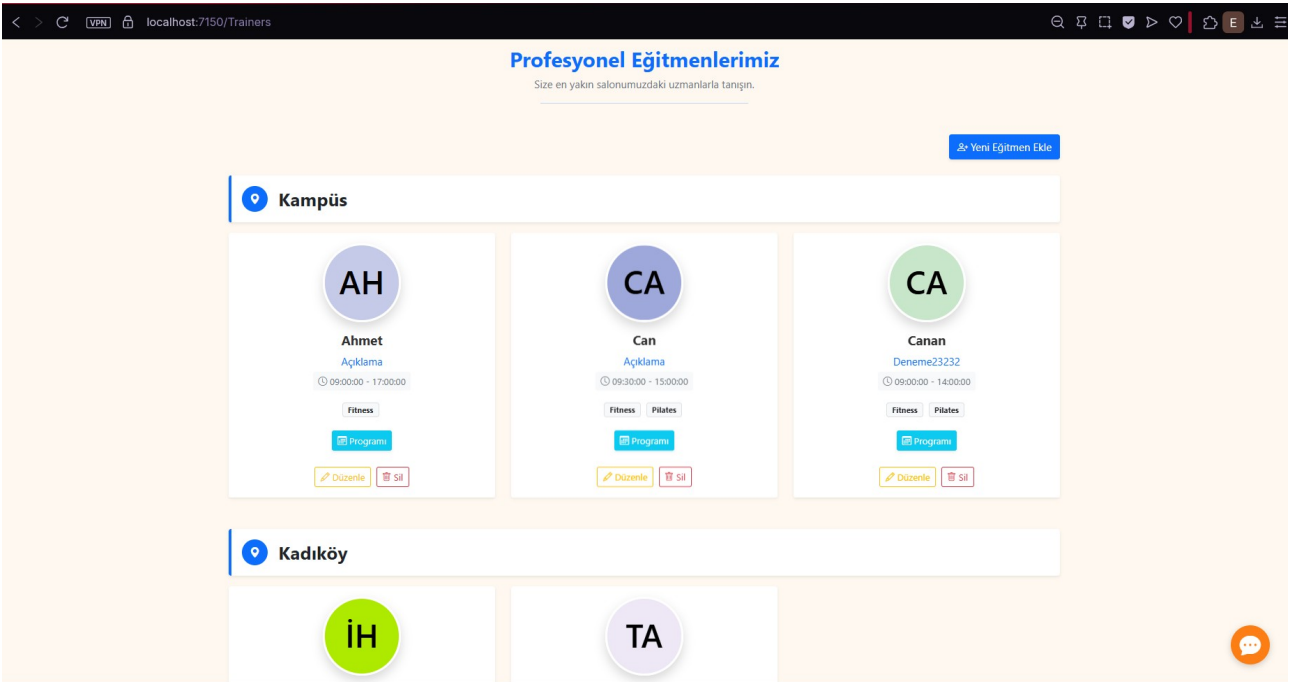 VPN localhost:7150/Trainers E
Profesyonel Eğitmenlerimiz
Size en yakın salonumuzdaki uzmanlarla tanışın.
Yeni Eğitmen Ekle
Kampüs
AH CA CA
Ahmet Can Canan
Açıklama Açıklama Deneme23232
09:00:00 - 17:00:00 09:30:00 - 15:00:00 09:00:00 - 14:00:00
Fitness Fitness Pilates Fitness Pilates
Programı Programı Programı
Düzenle Sil Düzenle Sil Düzenle Sil
Kadıköy
İH TA